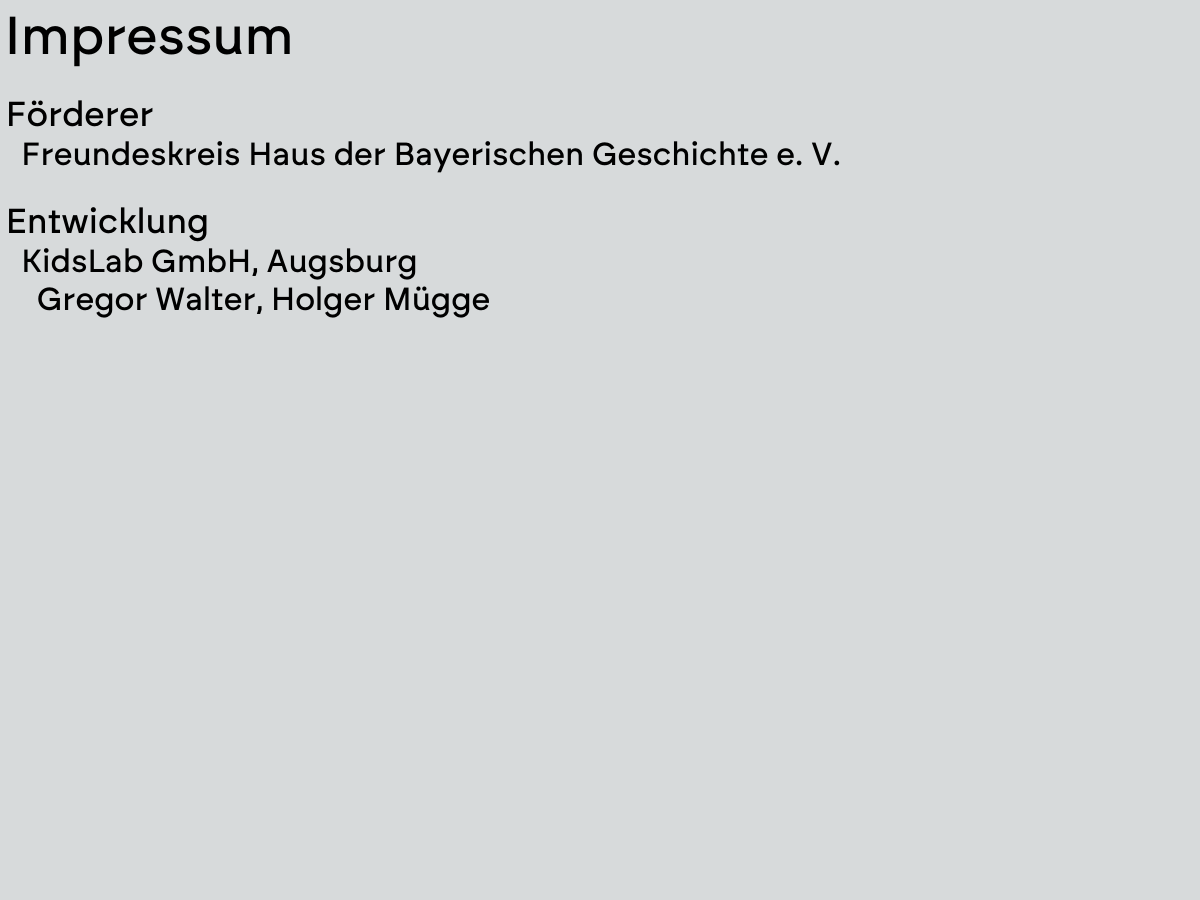 Impressum
Förderer
Freundeskreis Haus der Bayerischen Geschichte e. V.
Entwicklung
KidsLab GmbH, Augsburg
Gregor Walter, Holger Mügge